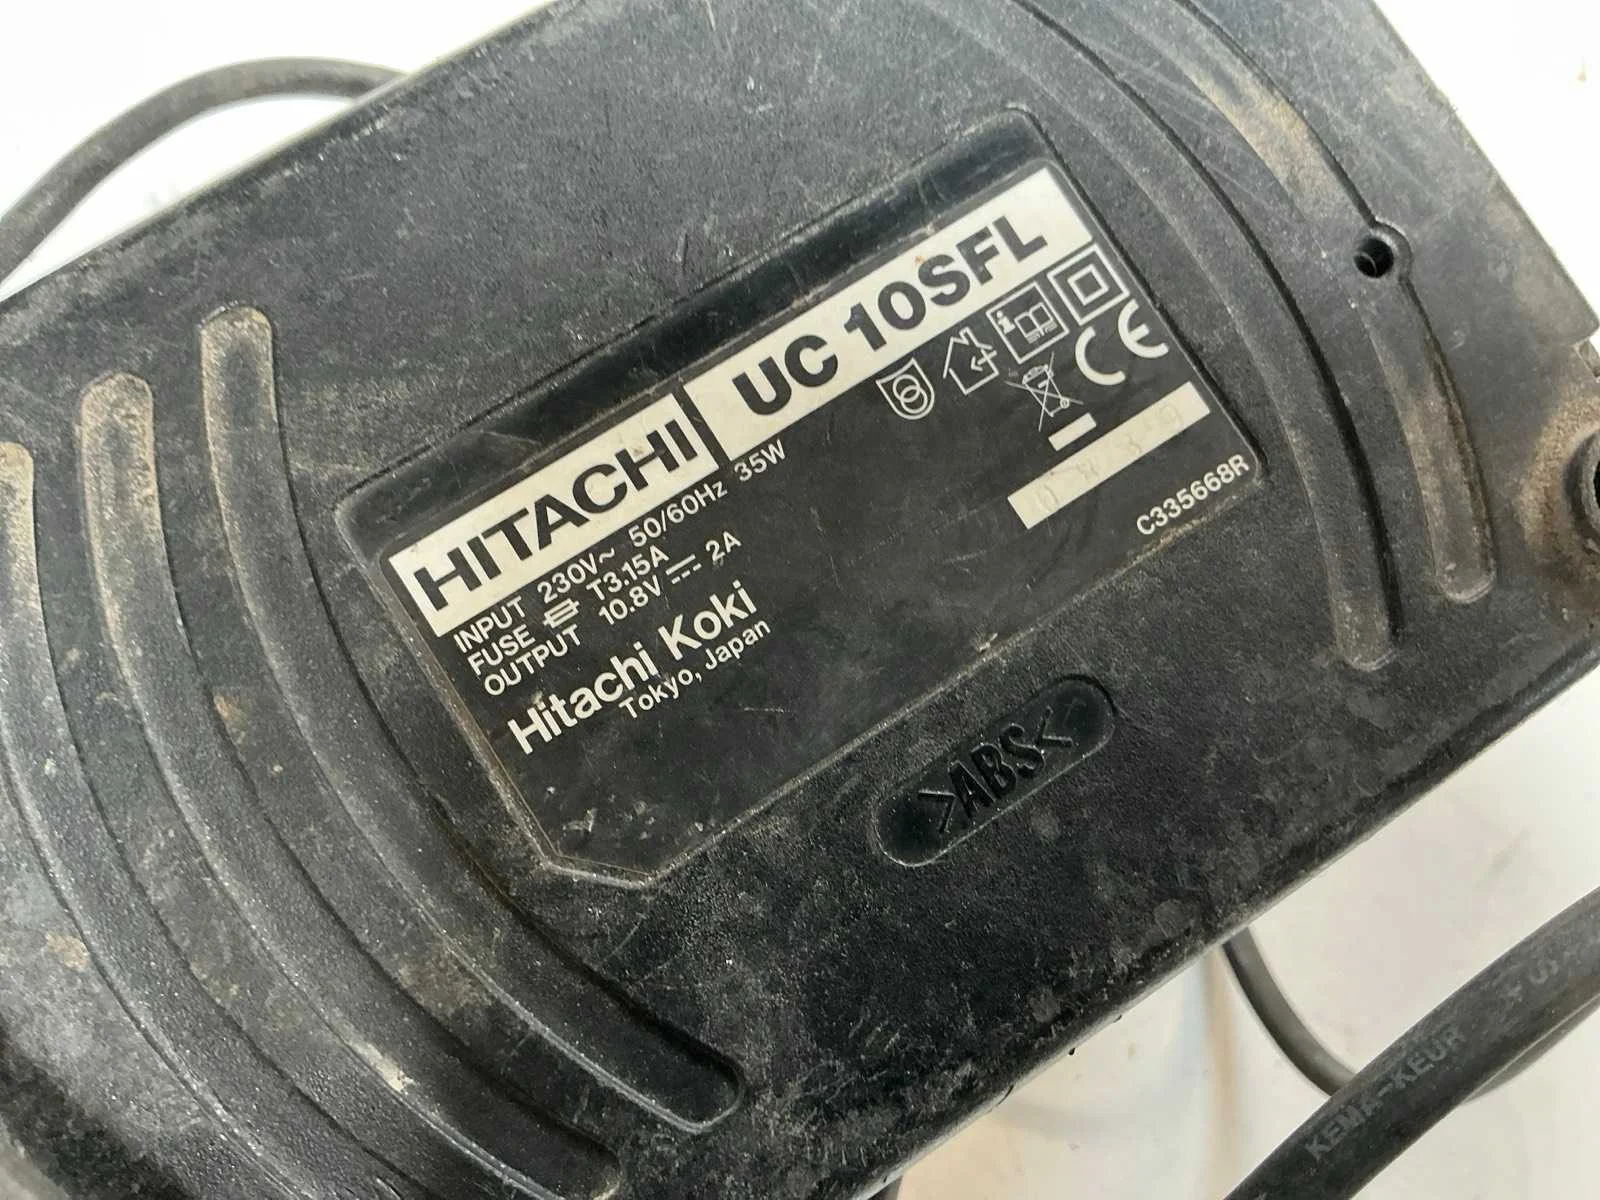 HITACHI UC 10SFL
INPUT 230V~ 50/60Hz 35W
FUSE T3.15A
OUTPUT 10.8V 2A
Hitachi Koki
Tokyo, Japan
CE
C335668R
>ABS<
KEMA-KEUR